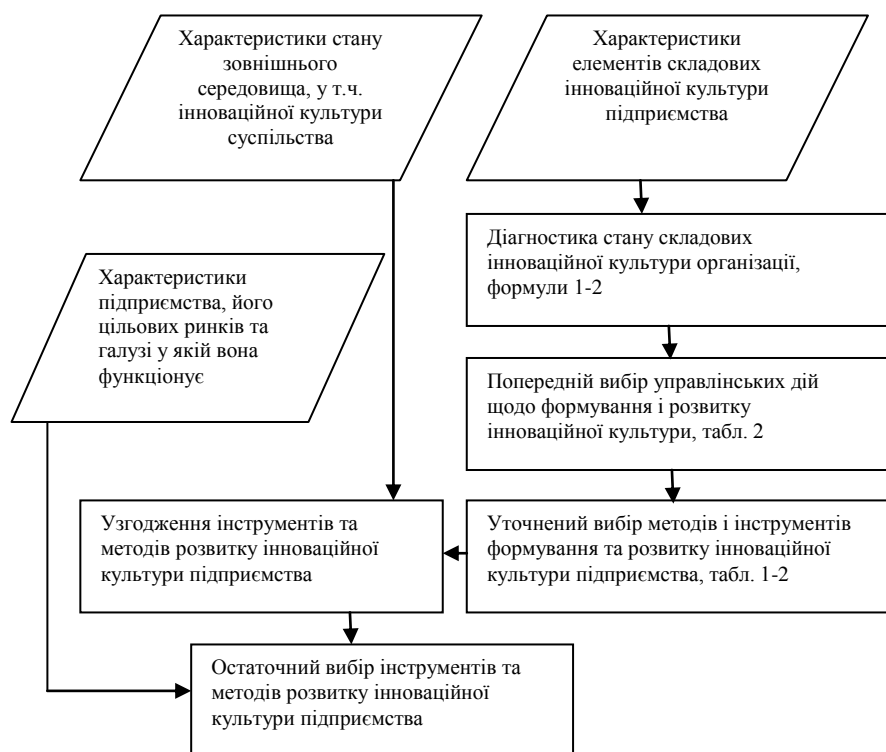 Характеристики стану
зовнішнього
середовища, у т.ч.
інноваційної культури
суспільства
Характеристики
елементів складових
інноваційної культури
підприємства
Діагностика стану складових
інноваційної культури організації,
формули 1-2
Характеристики
підприємства, його
цільових ринків та
галузі у якій вона
функціонує
Попередній вибір управлінських дій
щодо формування і розвитку
інноваційної культури, табл. 2
Узгодження інструментів та
методів розвитку інноваційної
культури підприємства
Уточнений вибір методів і інструментів
формування та розвитку інноваційної
культури підприємства, табл. 1-2
Остаточний вибір інструментів та
методів розвитку інноваційної
культури підприємства